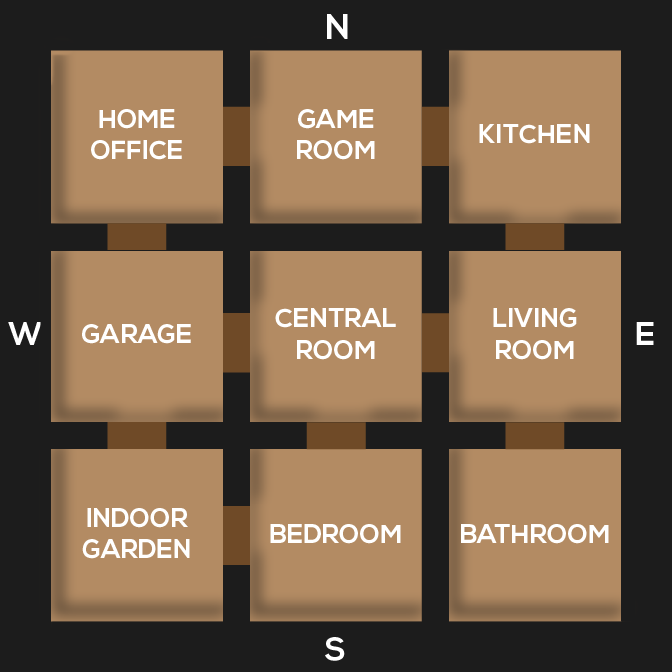 N
HOME
OFFICE
GAME
ROOM
KITCHEN
W
GARAGE
CENTRAL
ROOM
LIVING
ROOM
E
INDOOR
GARDEN
BEDROOM
BATHROOM
S